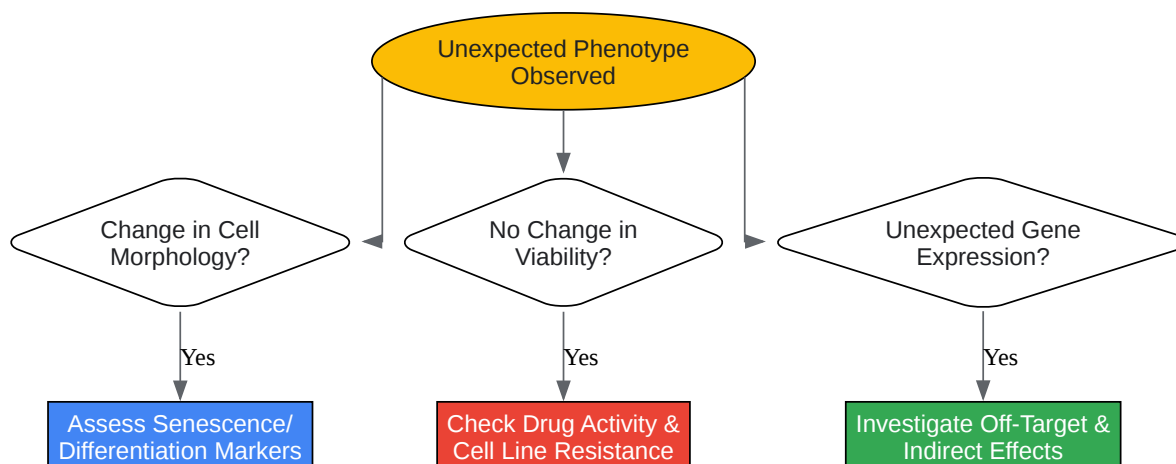 Unexpected Phenotype
Observed
Change in Cell
Morphology?
No Change in
Viability?
Unexpected Gene
Expression?
Yes
Yes
Yes
Assess Senescence/
Differentiation Markers
Check Drug Activity &
Cell Line Resistance
Investigate Off-Target &
Indirect Effects